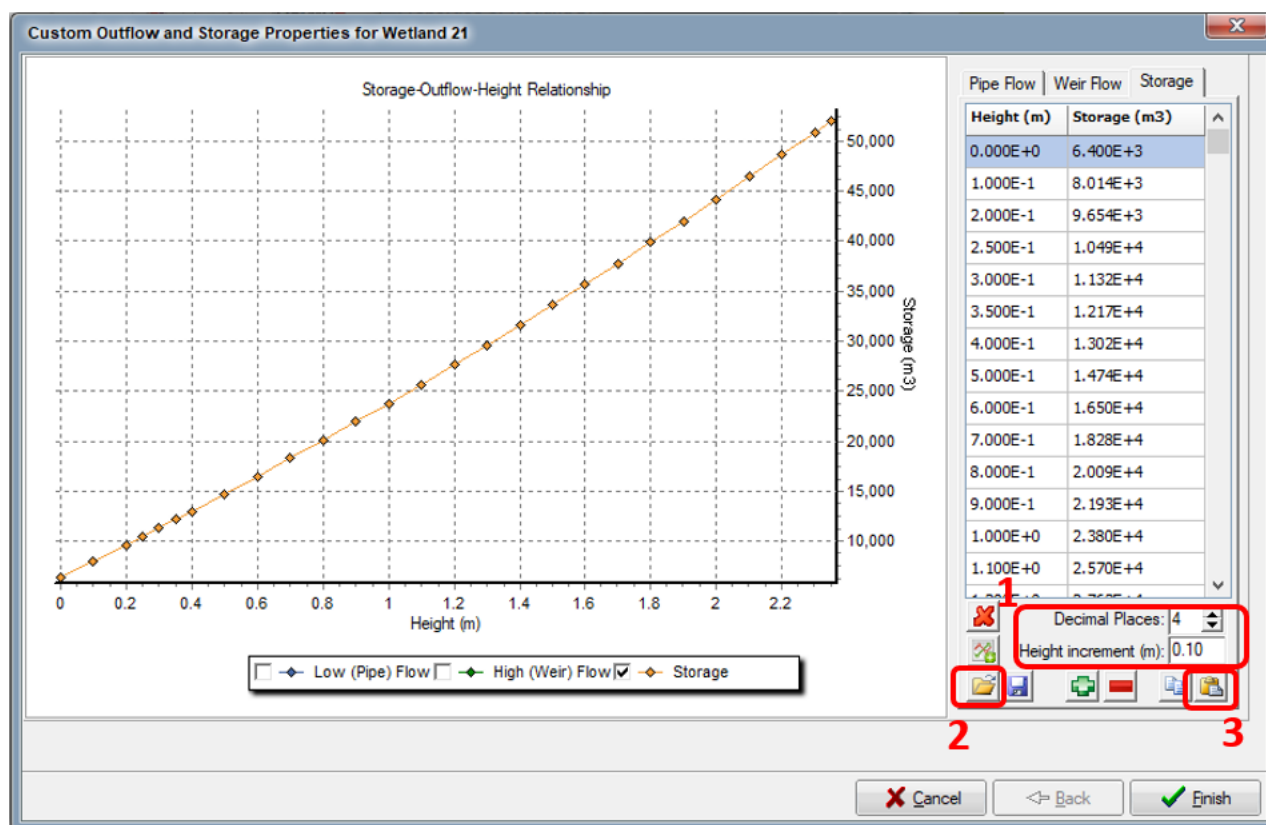 Custom Outflow and Storage Properties for Wetland 21
Storage-Outflow-Height Relationship
50,000
45,000
40,000
35,000
30,000
25,000
20,000
15,000
10,000
Storage (m3)
0 0.2 0.4 0.6 0.8 1 1.2 1.4 1.6 1.8 2 2.2
Height (m)
Low (Pipe) Flow High (Weir) Flow Storage
Pipe Flow Weir Flow Storage
Height (m) Storage (m3)
0.000E+0 6.400E+3
1.000E-1 8.014E+3
2.000E-1 9.654E+3
2.500E-1 1.049E+4
3.000E-1 1.132E+4
3.500E-1 1.217E+4
4.000E-1 1.302E+4
5.000E-1 1.474E+4
6.000E-1 1.650E+4
7.000E-1 1.828E+4
8.000E-1 2.009E+4
9.000E-1 2.193E+4
1.000E+0 2.380E+4
1.100E+0 2.570E+4
1
Decimal Places: 4
Height increment (m): 0.10
2
3
Cancel Back Finish